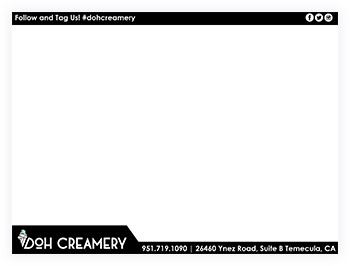 Follow and Tag Us! #dohcreamery
DOH CREAMERY
951.719.1090 | 26460 Ynez Road, Suite B Temecula, CA